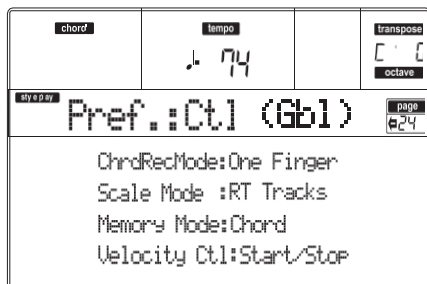 chord tempo transpose
♩· 74 C · C
octave
style play Pref.:Ctl (Gbl) page
24
ChrdRecMode:One Finger
Scale Mode :RT Tracks
Memory Mode:Chord
Velocity Ctl:Start/Stop